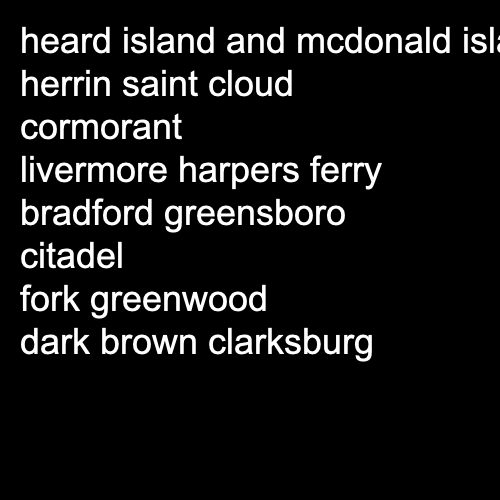 heard island and mcdonald isla
herrin saint cloud
cormorant
livermore harpers ferry
bradford greensboro
citadel
fork greenwood
dark brown clarksburg